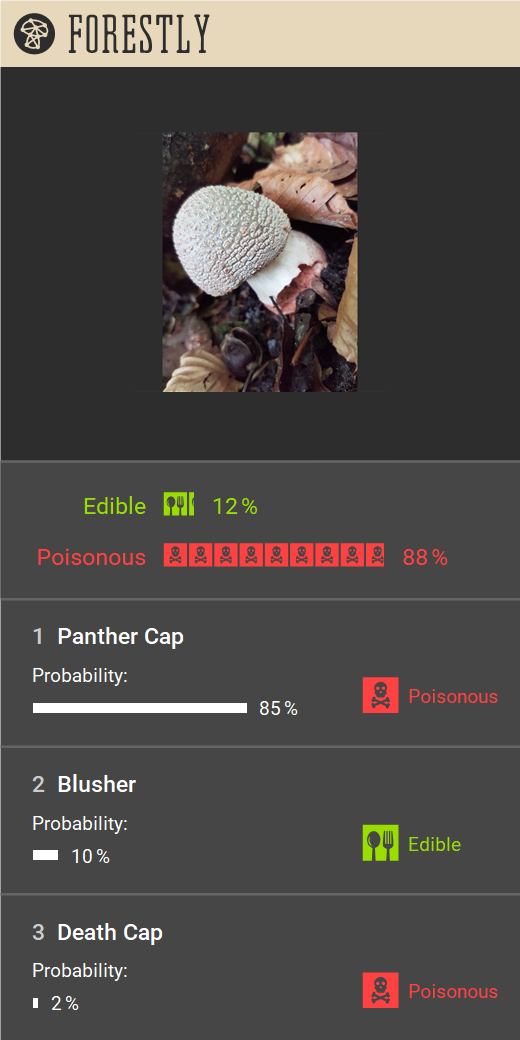 FORESTLY
Edible 12 %
Poisonous 88 %
1 Panther Cap
Probability:
85 %
Poisonous
2 Blusher
Probability:
10 %
Edible
3 Death Cap
Probability:
2 %
Poisonous